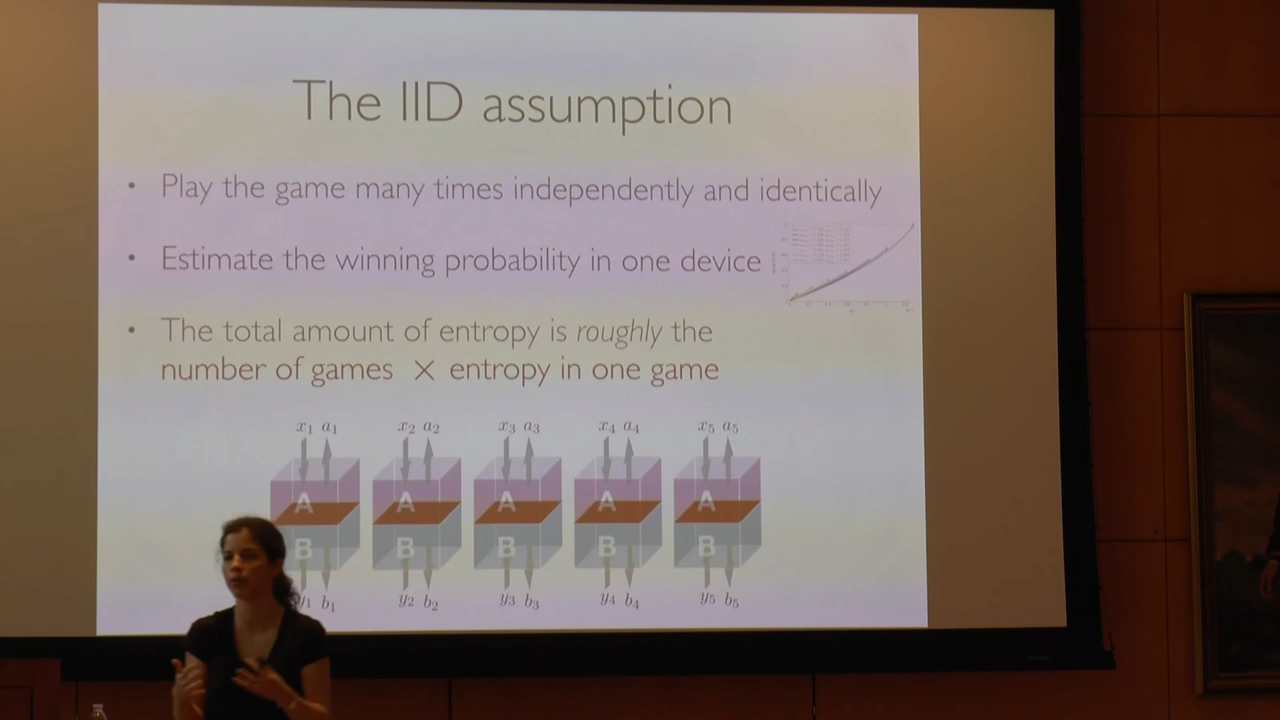 The IID assumption
• Play the game many times independently and identically
• Estimate the winning probability in one device
• The total amount of entropy is roughly the
number of games × entropy in one game
x₁ a₁ x₂ a₂ x₃ a₃ x₄ a₄ x₅ a₅
A A A A A
B B B B B
y₁ b₁ y₂ b₂ y₃ b₃ y₄ b₄ y₅ b₅